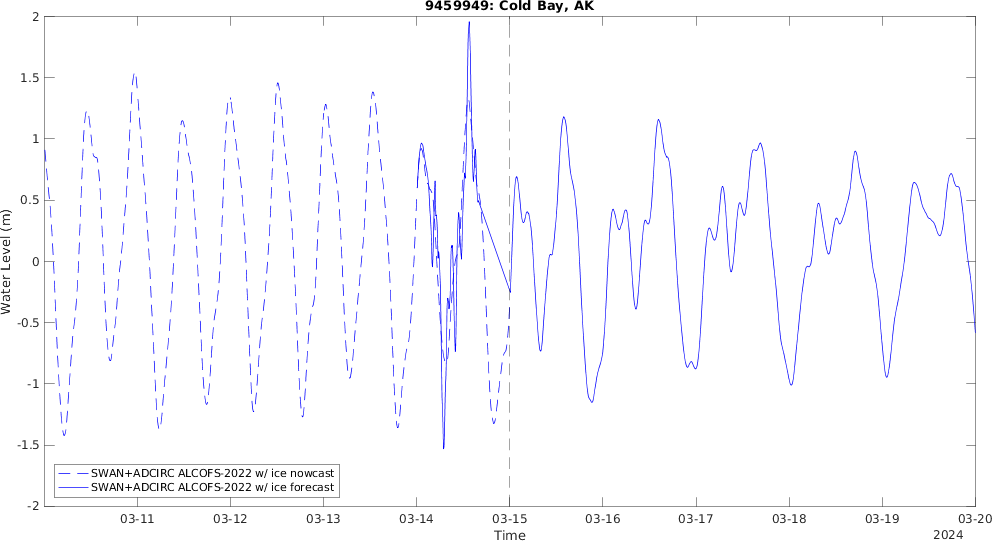 9459949: Cold Bay, AK
2
1.5
1
0.5
0
-0.5
-1
-1.5
-2
Water Level (m)
SWAN+ADCIRC ALCOFS-2022 w/ ice nowcast
SWAN+ADCIRC ALCOFS-2022 w/ ice forecast
03-11 03-12 03-13 03-14 03-15 03-16 03-17 03-18 03-19 03-20
Time
2024